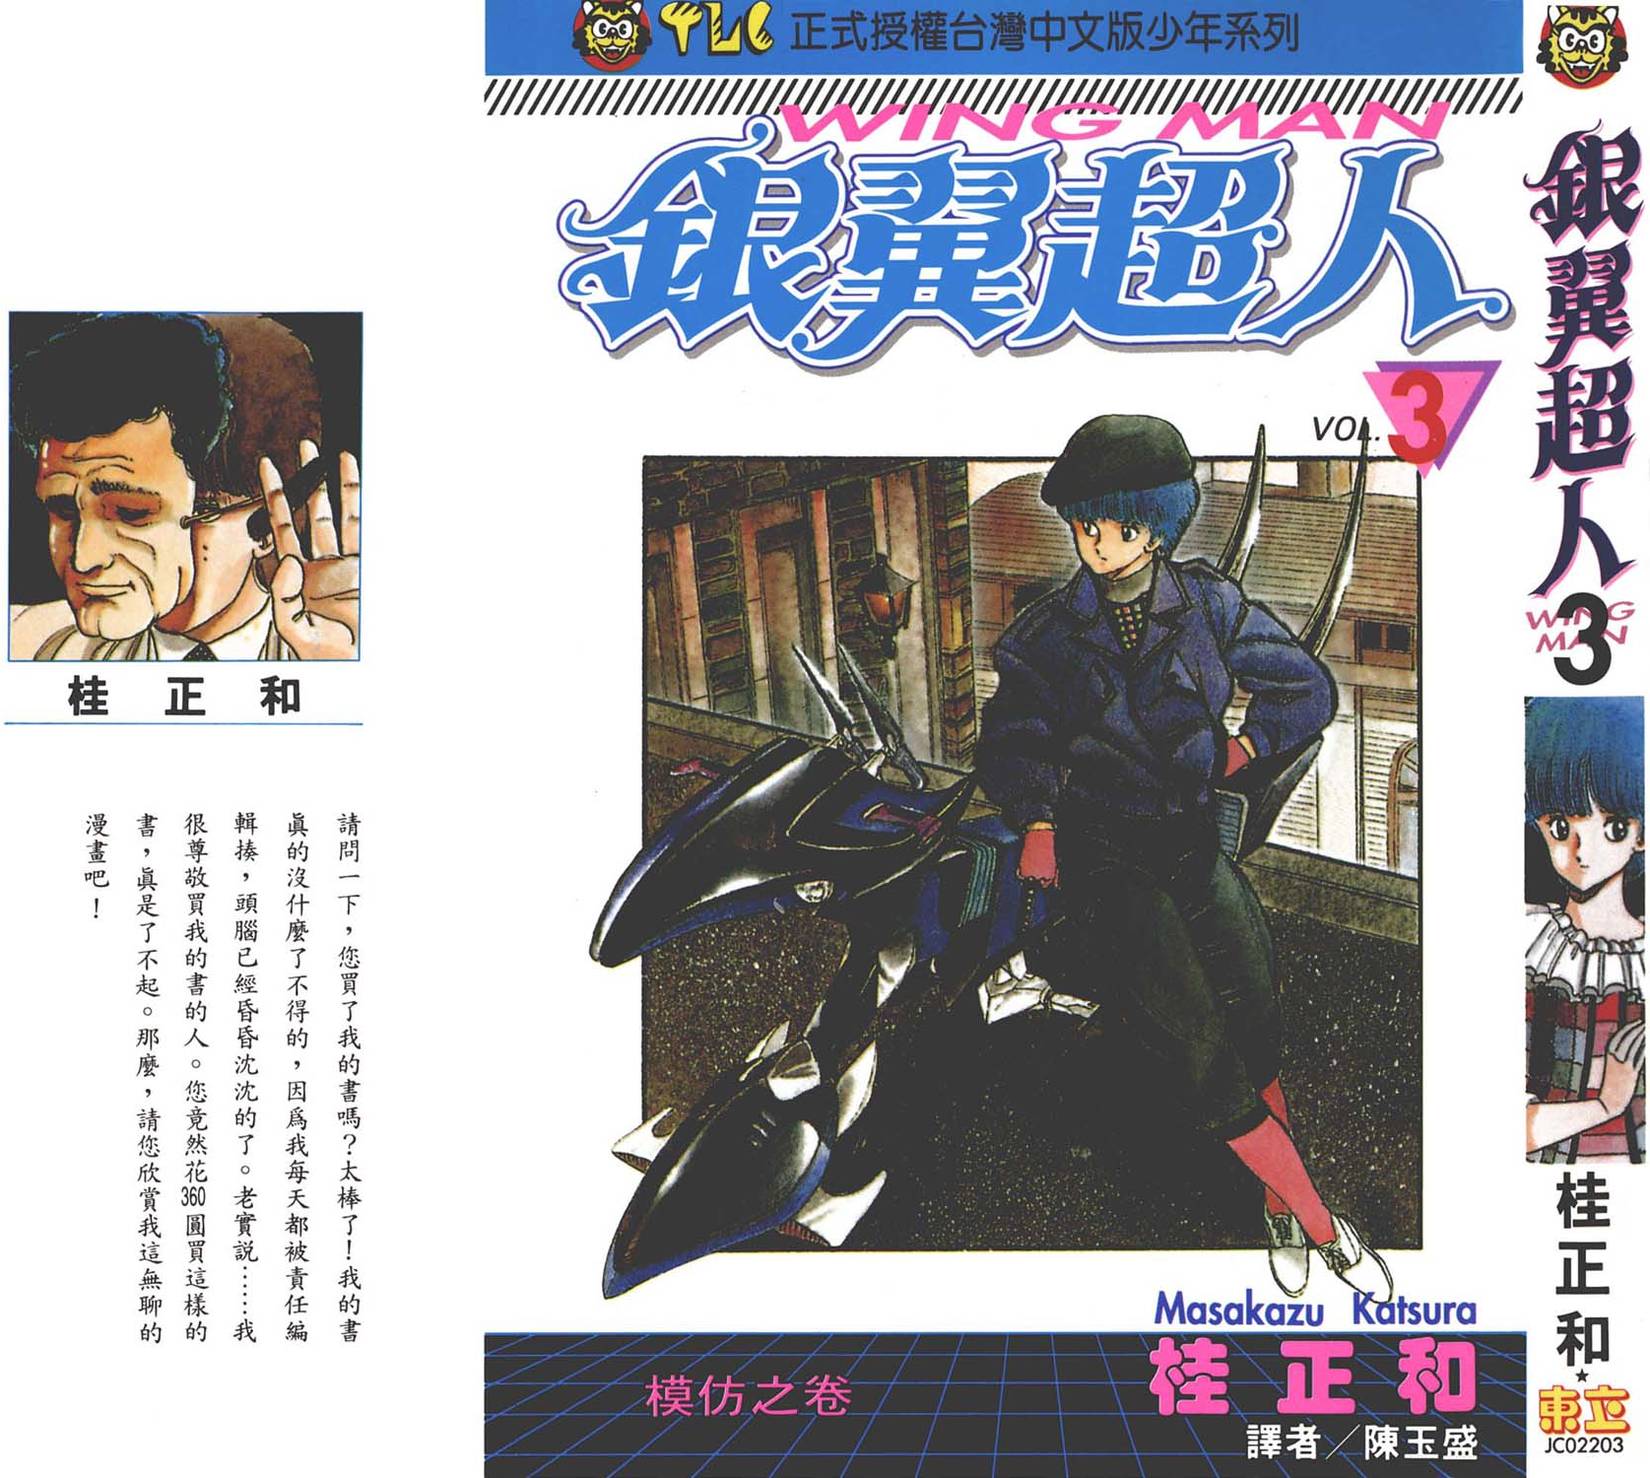 TLC 正式授權台灣中文版少年系列
WING MAN
銀翼超人
VOL. 3
Masakazu Katsura
桂正和
模仿之卷
譯者／陳玉盛
銀翼超人
WING
MAN
3
桂正和
★
東立
JC02203
桂正和
請問一下，您買了我的書嗎？太棒了！我的書
眞的沒什麼了不得的，因爲我每天都被責任編
輯揍，頭腦已經昏昏沈沈的了。老實説……我
很尊敬買我的書的人。您竟然花360圓買這樣的
書，眞是了不起。那麼，請您欣賞我這無聊的
漫畫吧！